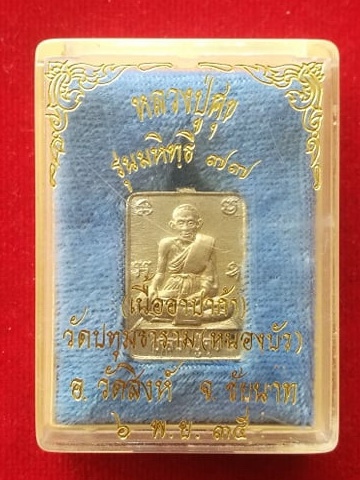 หลวงปู่ศุข
รุ่นมหิทธิ ๗๗
(เนื้ออาปาก้า)
วัดปทุมธาราม (หนองบัว)
อ. วัดสิงห์ จ. ชัยนาท
๖ พ.ย. ๓๕